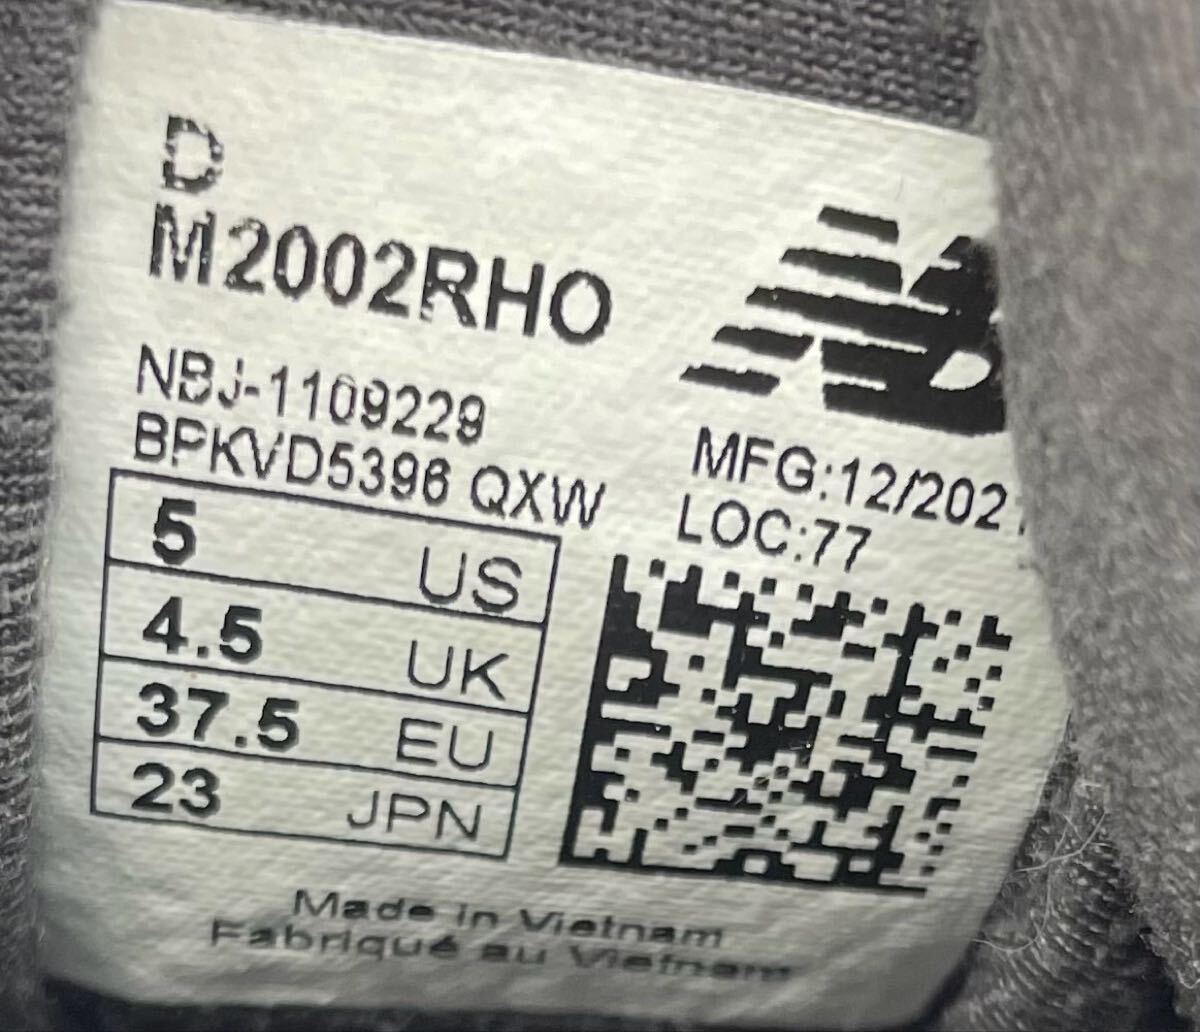 D
M2002RHO
NBJ-1109229
BPKVD5396 QXW
MFG:12/202
LOC:77
5 US
4.5 UK
37.5 EU
23 JPN
Made in Vietnam
Fabriqué au Vietnam